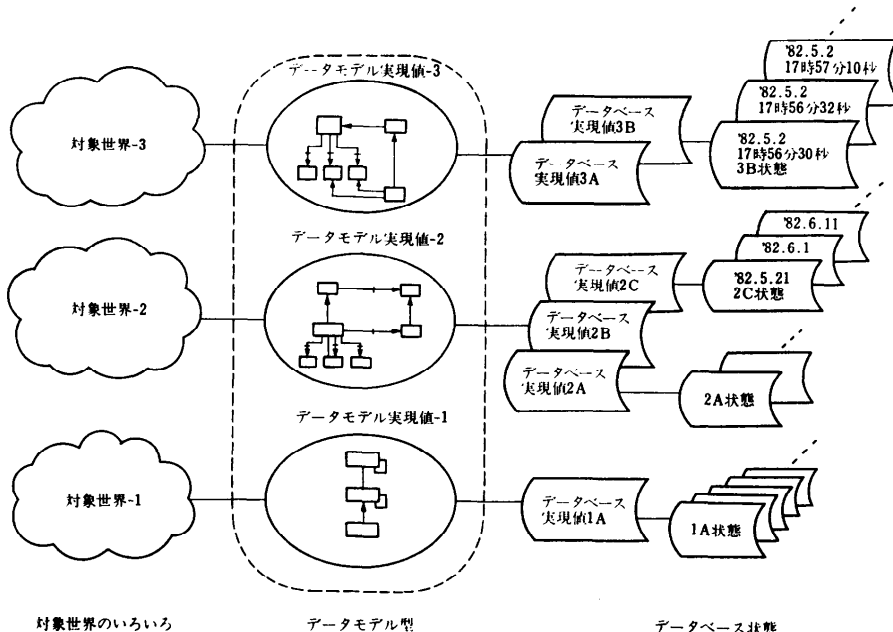 データモデル実現値-3
'82.5.2
17時57分10秒
'82.5.2
17時56分32秒
'82.5.2
17時56分30秒
3B状態
対象世界-3
データベース
実現値3B
データベース
実現値3A
データモデル実現値-2
'82.6.11
'82.6.1
'82.5.21
2C状態
対象世界-2
データベース
実現値2C
データベース
実現値2B
データベース
実現値2A
2A状態
データモデル実現値-1
対象世界-1
データベース
実現値1A
1A状態
対象世界のいろいろ
データモデル型
データベース状態